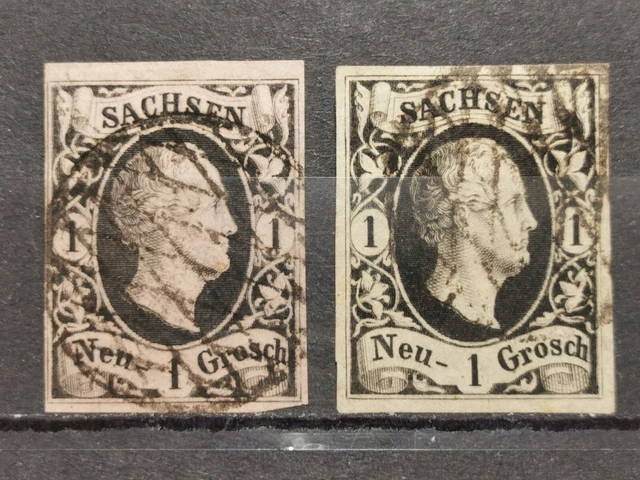 SACHSEN
1 1
Neu- 1 Grosch
SACHSEN
1 1
Neu- 1 Grosch